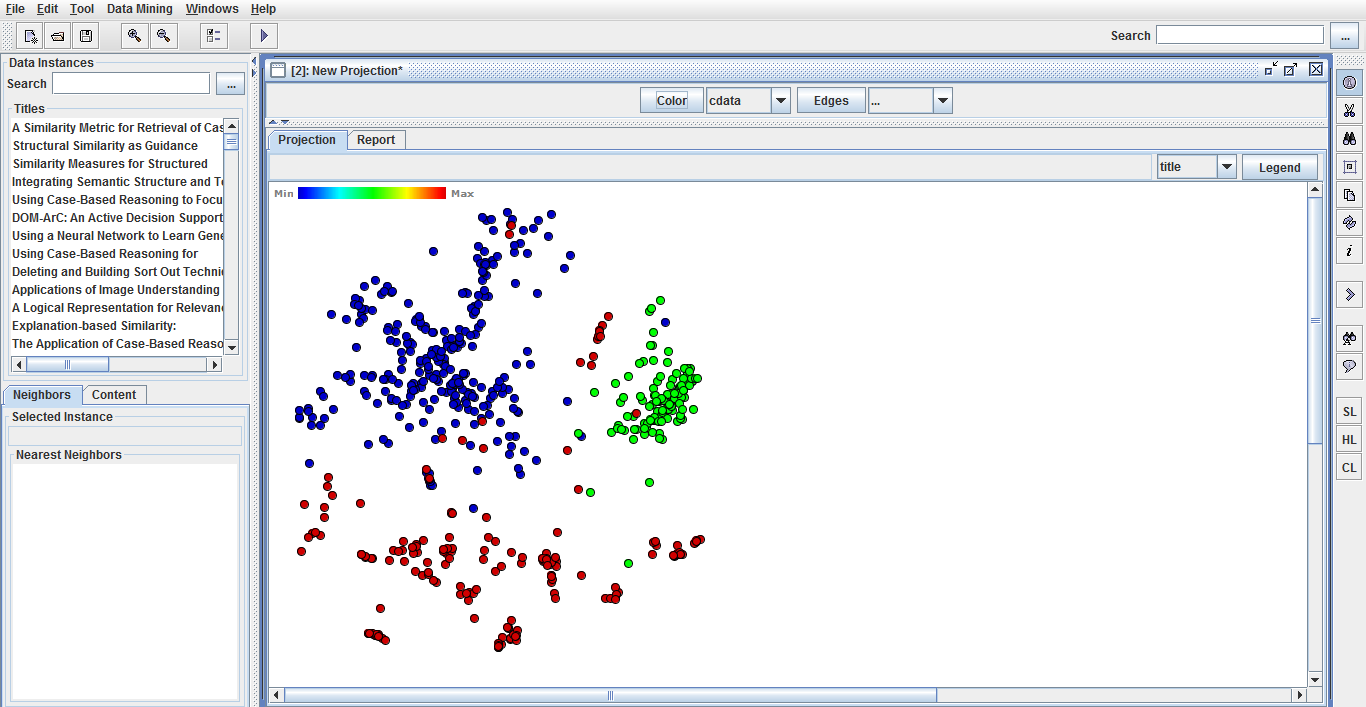 File Edit Tool Data Mining Windows Help
Search ...
Data Instances
Search ...
Titles
A Similarity Metric for Retrieval of Cas
Structural Similarity as Guidance
Similarity Measures for Structured
Integrating Semantic Structure and Te
Using Case-Based Reasoning to Focu
DOM-ArC: An Active Decision Support
Using a Neural Network to Learn Gene
Using Case-Based Reasoning for
Deleting and Building Sort Out Techni
Applications of Image Understanding
A Logical Representation for Relevan
Explanation-based Similarity:
The Application of Case-Based Reaso
Neighbors Content
Selected Instance
Nearest Neighbors
[2]: New Projection*
Color cdata Edges ...
Projection Report
title Legend
Min Max
i
SL
HL
CL